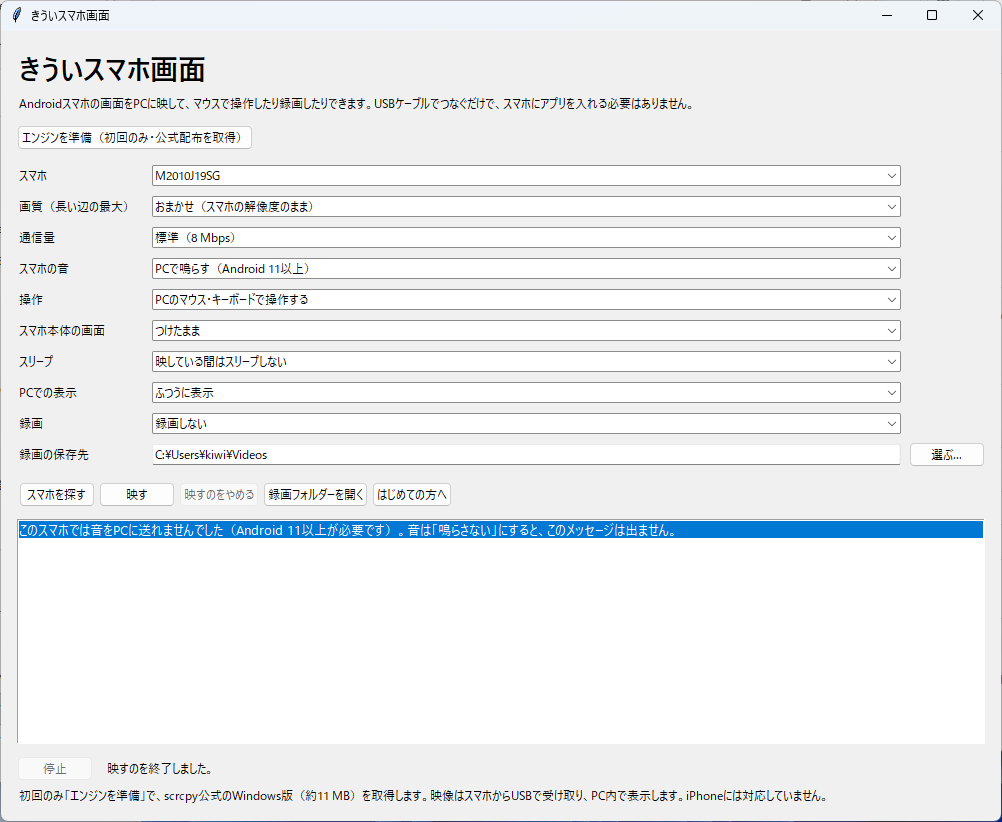 きういスマホ画面
きういスマホ画面
Androidスマホの画面をPCに映して、マウスで操作したり録画したりできます。USBケーブルでつなぐだけで、スマホにアプリを入れる必要はありません。
エンジンを準備（初回のみ・公式配布を取得）
スマホ M2010J19SG
画質（長い辺の最大） おまかせ（スマホの解像度のまま）
通信量 標準（8 Mbps）
スマホの音 PCで鳴らす（Android 11以上）
操作 PCのマウス・キーボードで操作する
スマホ本体の画面 つけたまま
スリープ 映している間はスリープしない
PCでの表示 ふつうに表示
録画 録画しない
録画の保存先 C:¥Users¥kiwi¥Videos 選ぶ...
スマホを探す 映す 映すのをやめる 録画フォルダーを開く はじめての方へ
このスマホでは音をPCに送れませんでした（Android 11以上が必要です）。音は「鳴らさない」にすると、このメッセージは出ません。
停止 映すのを終了しました。
初回のみ「エンジンを準備」で、scrcpy公式のWindows版（約11 MB）を取得します。映像はスマホからUSBで受け取り、PC内で表示します。iPhoneには対応していません。